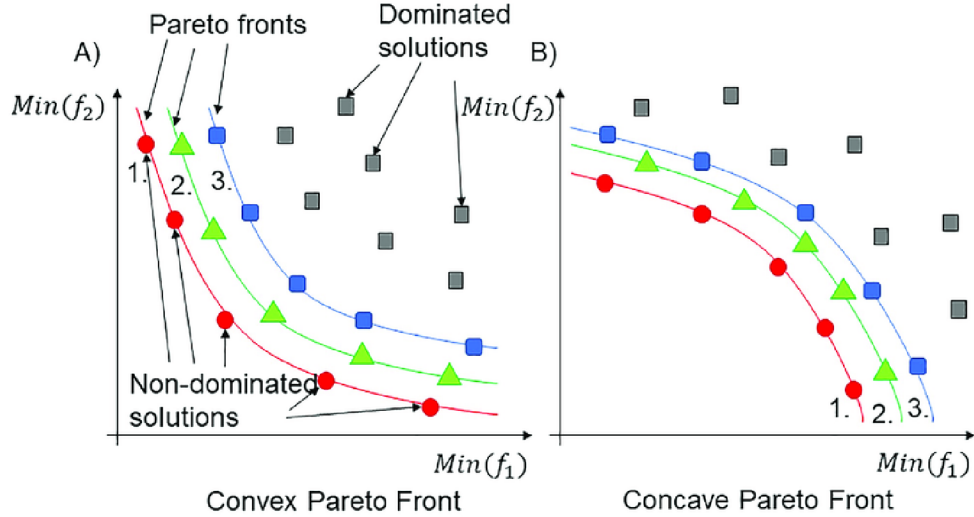 Pareto fronts
Dominated
solutions
A)
B)
Min(f₂)
Min(f₂)
1.
2.
3.
Non-dominated
solutions
1.
2.
3.
Min(f₁)
Min(f₁)
Convex Pareto Front
Concave Pareto Front